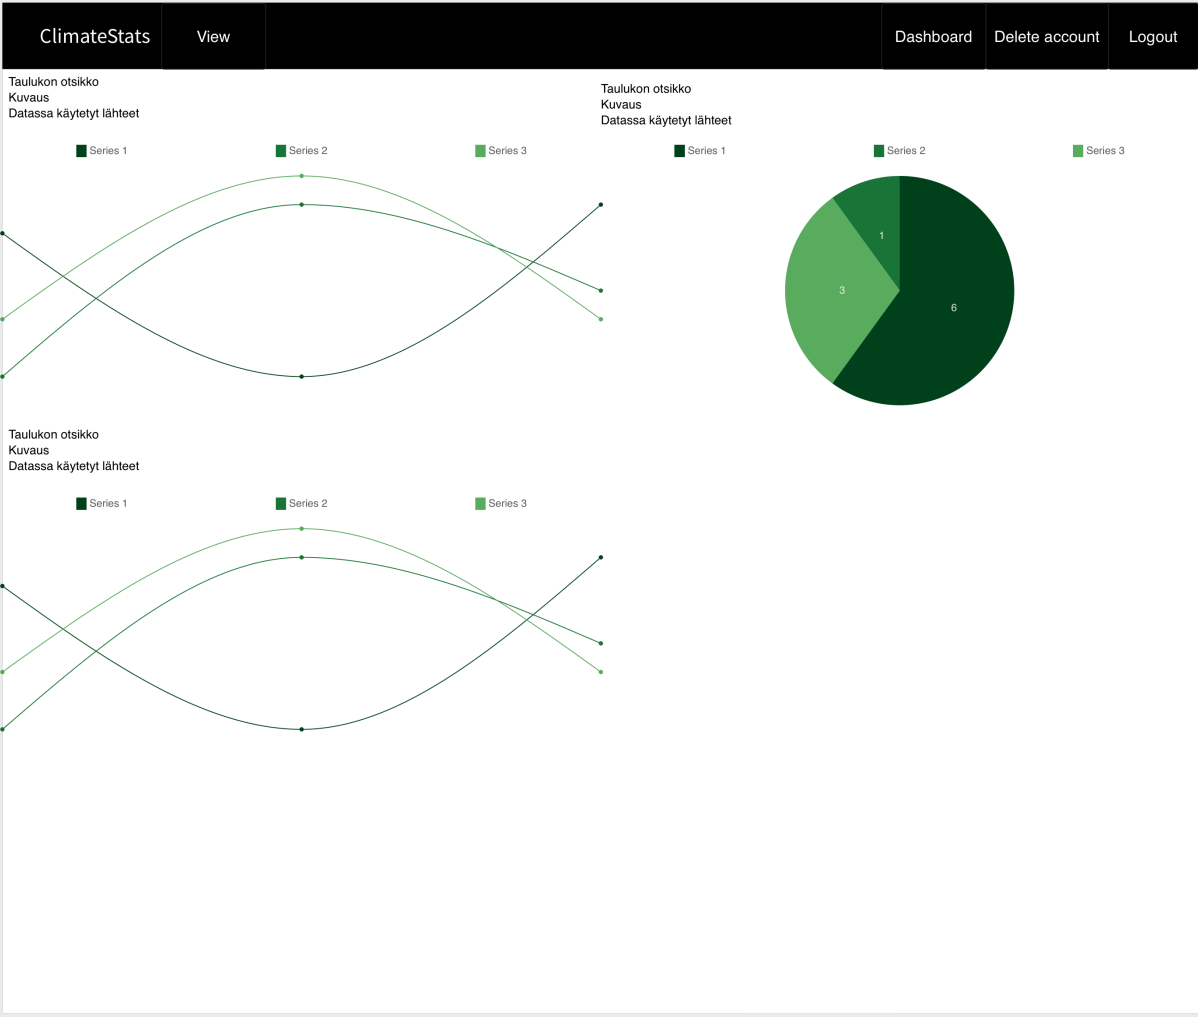 ClimateStats
View
Dashboard
Delete account
Logout
Taulukon otsikko
Kuvaus
Datassa käytetyt lähteet
Series 1
Series 2
Series 3
Taulukon otsikko
Kuvaus
Datassa käytetyt lähteet
Series 1
Series 2
Series 3
1
3
6
Taulukon otsikko
Kuvaus
Datassa käytetyt lähteet
Series 1
Series 2
Series 3